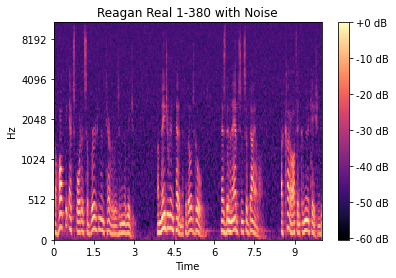 Reagan Real 1-380 with Noise
8192
4096
2048
1024
512
0
Hz
0 1.5 3 4.5 6 7.5 9
Time
+0 dB
-10 dB
-20 dB
-30 dB
-40 dB
-50 dB
-60 dB